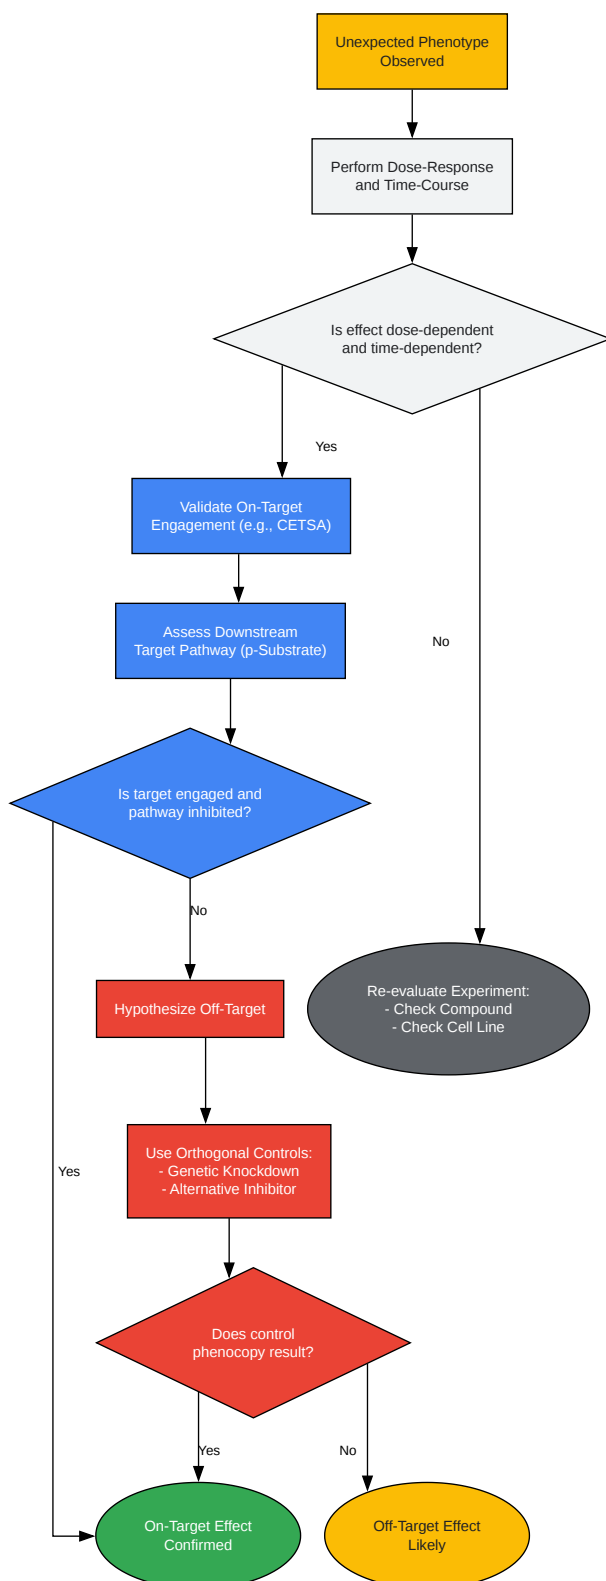 Unexpected Phenotype
Observed
Perform Dose-Response
and Time-Course
Is effect dose-dependent
and time-dependent?
Yes
Validate On-Target
Engagement (e.g., CETSA)
Assess Downstream
Target Pathway (p-Substrate)
No
Is target engaged and
pathway inhibited?
No
Hypothesize Off-Target
Re-evaluate Experiment:
- Check Compound
- Check Cell Line
Use Orthogonal Controls:
- Genetic Knockdown
- Alternative Inhibitor
Yes
Does control
phenocopy result?
Yes
No
On-Target Effect
Confirmed
Off-Target Effect
Likely